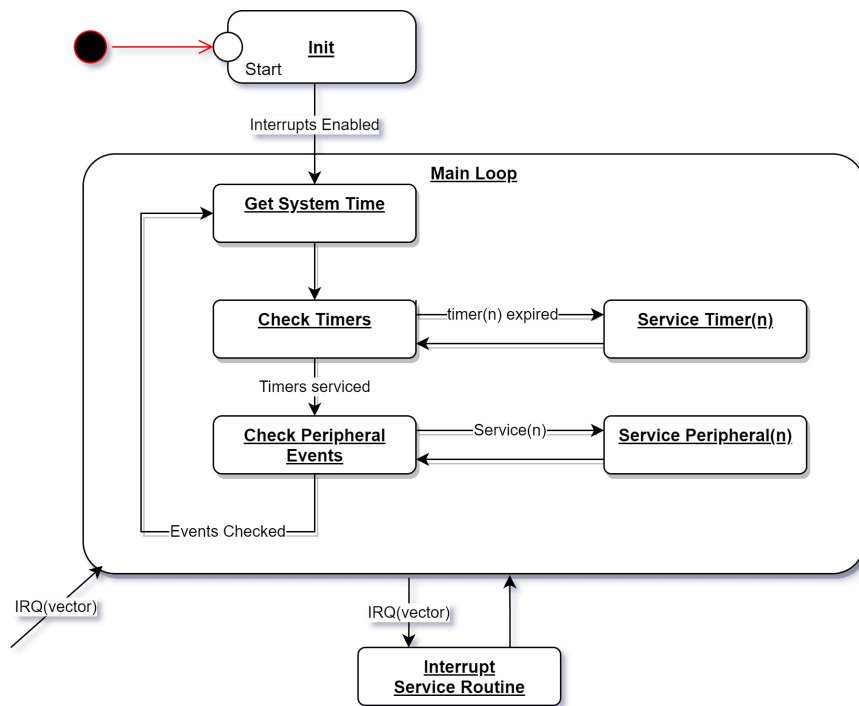 Init
Start
Interrupts Enabled
Main Loop
Get System Time
Check Timers
timer(n) expired
Service Timer(n)
Timers serviced
Check Peripheral
Events
Service(n)
Service Peripheral(n)
Events Checked
IRQ(vector)
IRQ(vector)
Interrupt
Service Routine